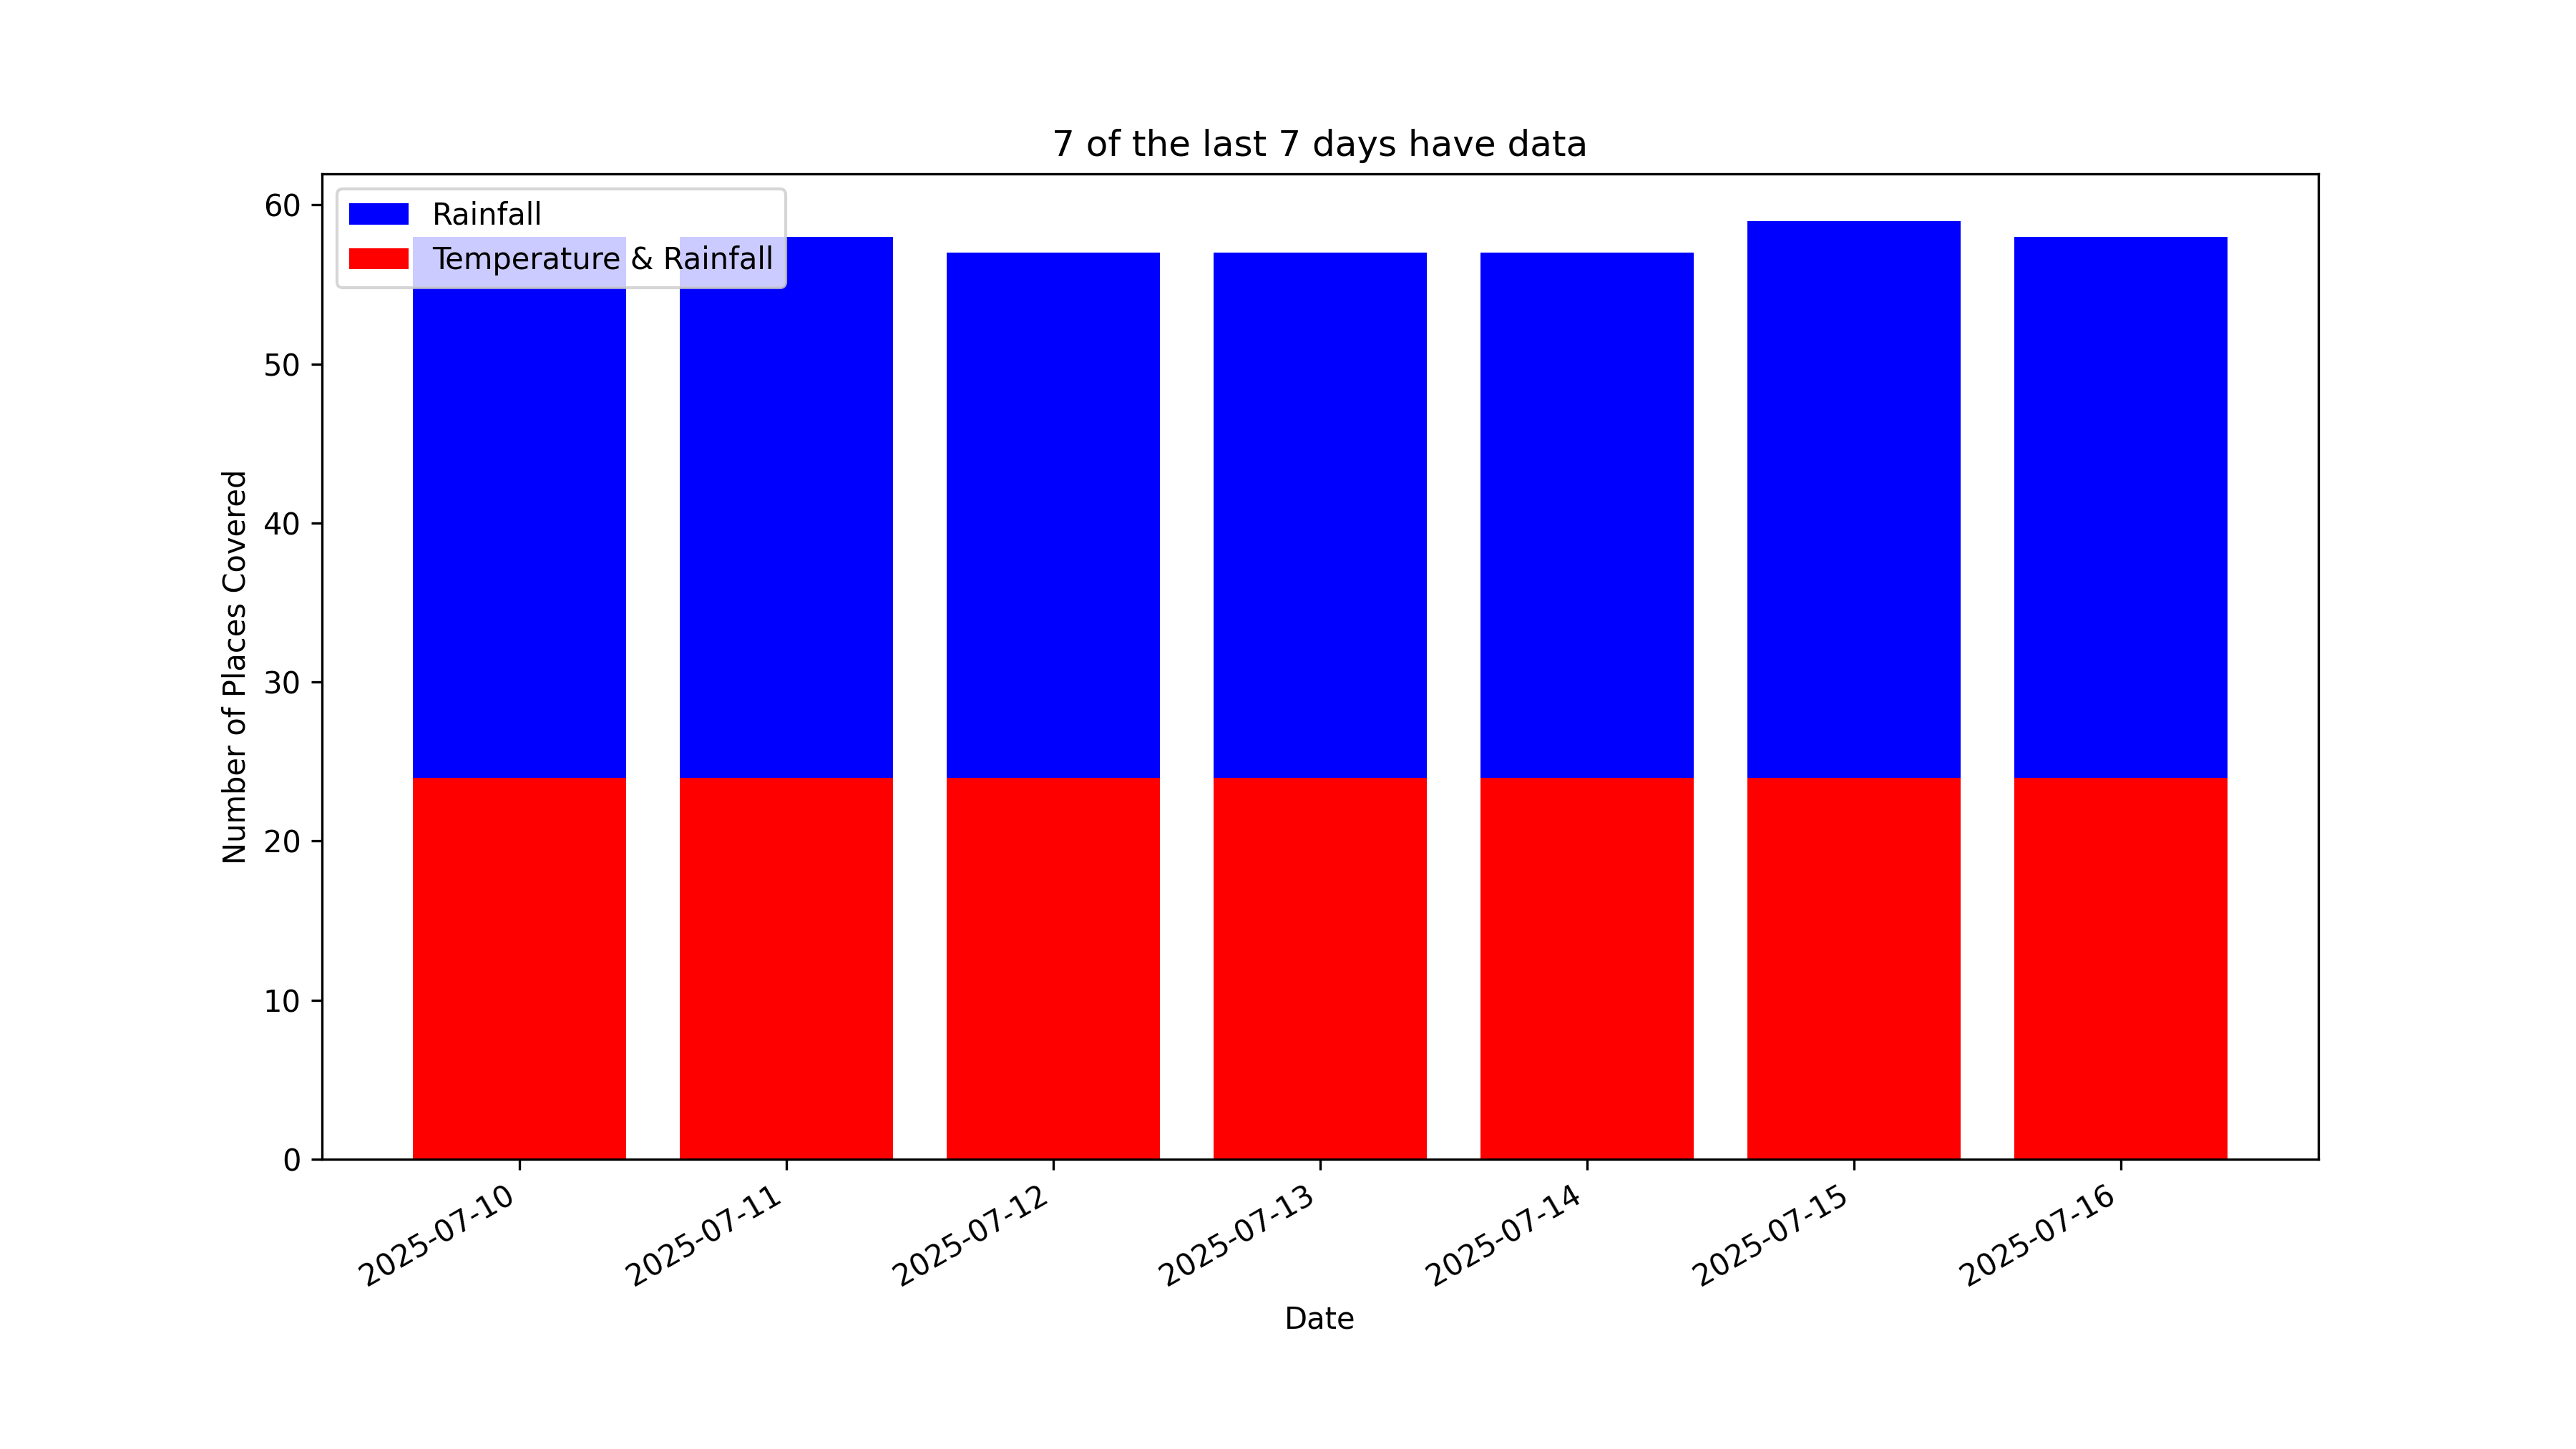 7 of the last 7 days have data
Rainfall
Temperature & Rainfall
60
50
40
30
20
10
0
Number of Places Covered
2025-07-10
2025-07-11
2025-07-12
2025-07-13
2025-07-14
2025-07-15
2025-07-16
Date